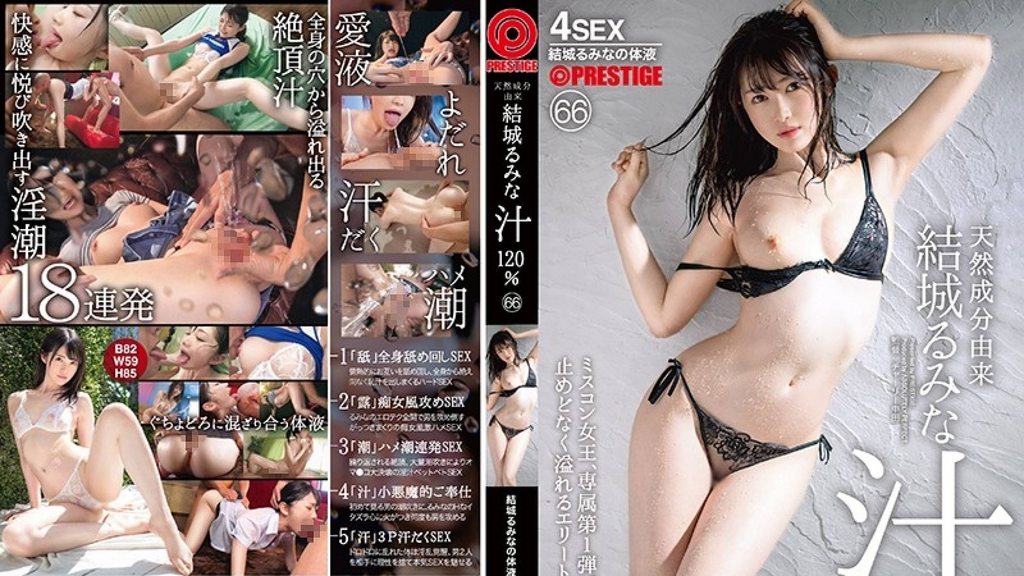 全身の穴から溢れ出る
絶頂汁
快感に悦び吹き出す
淫潮
18連発
愛液
よだれ
汗だく
ハメ潮
B82
W59
H85
ぐちょどろに混ざり合う体液
1「舐」全身舐め回しSEX
2「露」痴女風攻めSEX
3「潮」ハメ潮連発SEX
4「汁」小悪魔的ご奉仕
5「汗」3P汗だくSEX
PRESTIGE
天然成分由来
結城るみな
汁
120%
66
結城るみなの体液
4SEX
結城るみなの体液
PRESTIGE
66
天然成分由来
結城るみな
汁
ミスコン女王、専属第1弾
止めどなく溢れるエリート